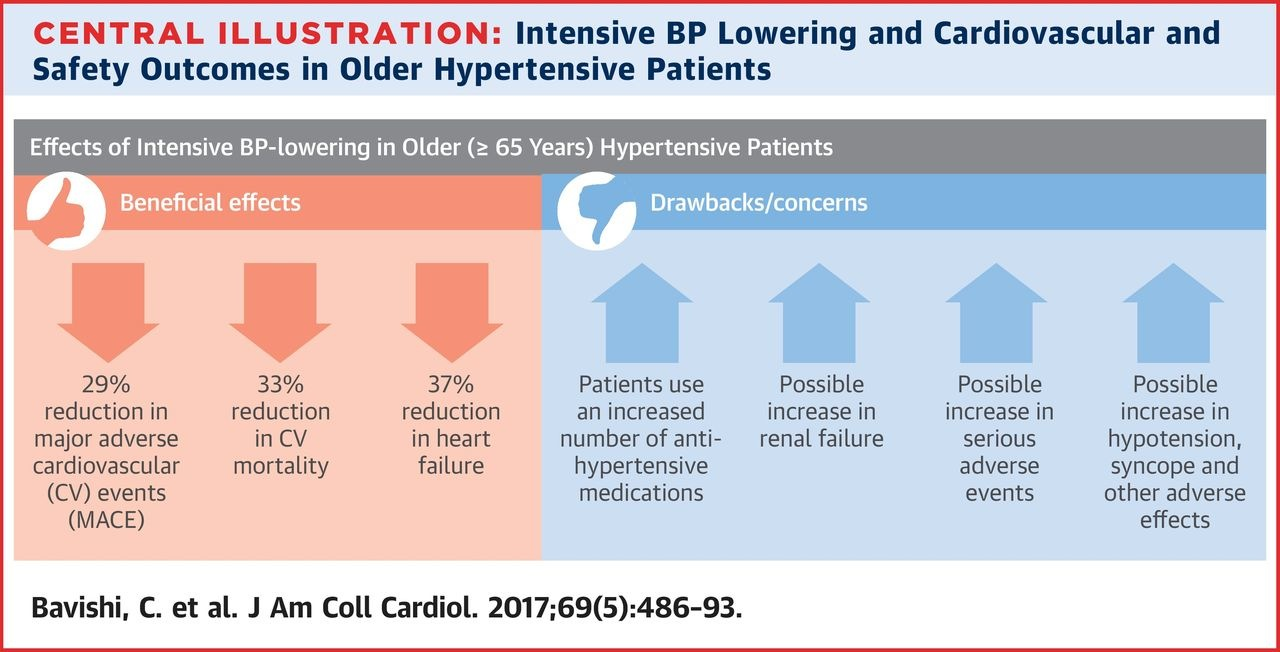 CENTRAL ILLUSTRATION: Intensive BP Lowering and Cardiovascular and
Safety Outcomes in Older Hypertensive Patients
Effects of Intensive BP-lowering in Older (≥ 65 Years) Hypertensive Patients
Beneficial effects
29%
reduction in
major adverse
cardiovascular
(CV) events
(MACE)
33%
reduction
in CV
mortality
37%
reduction
in heart
failure
Drawbacks/concerns
Patients use
an increased
number of anti-
hypertensive
medications
Possible
increase in
renal failure
Possible
increase in
serious
adverse
events
Possible
increase in
hypotension,
syncope and
other adverse
effects
Bavishi, C. et al. J Am Coll Cardiol. 2017;69(5):486–93.